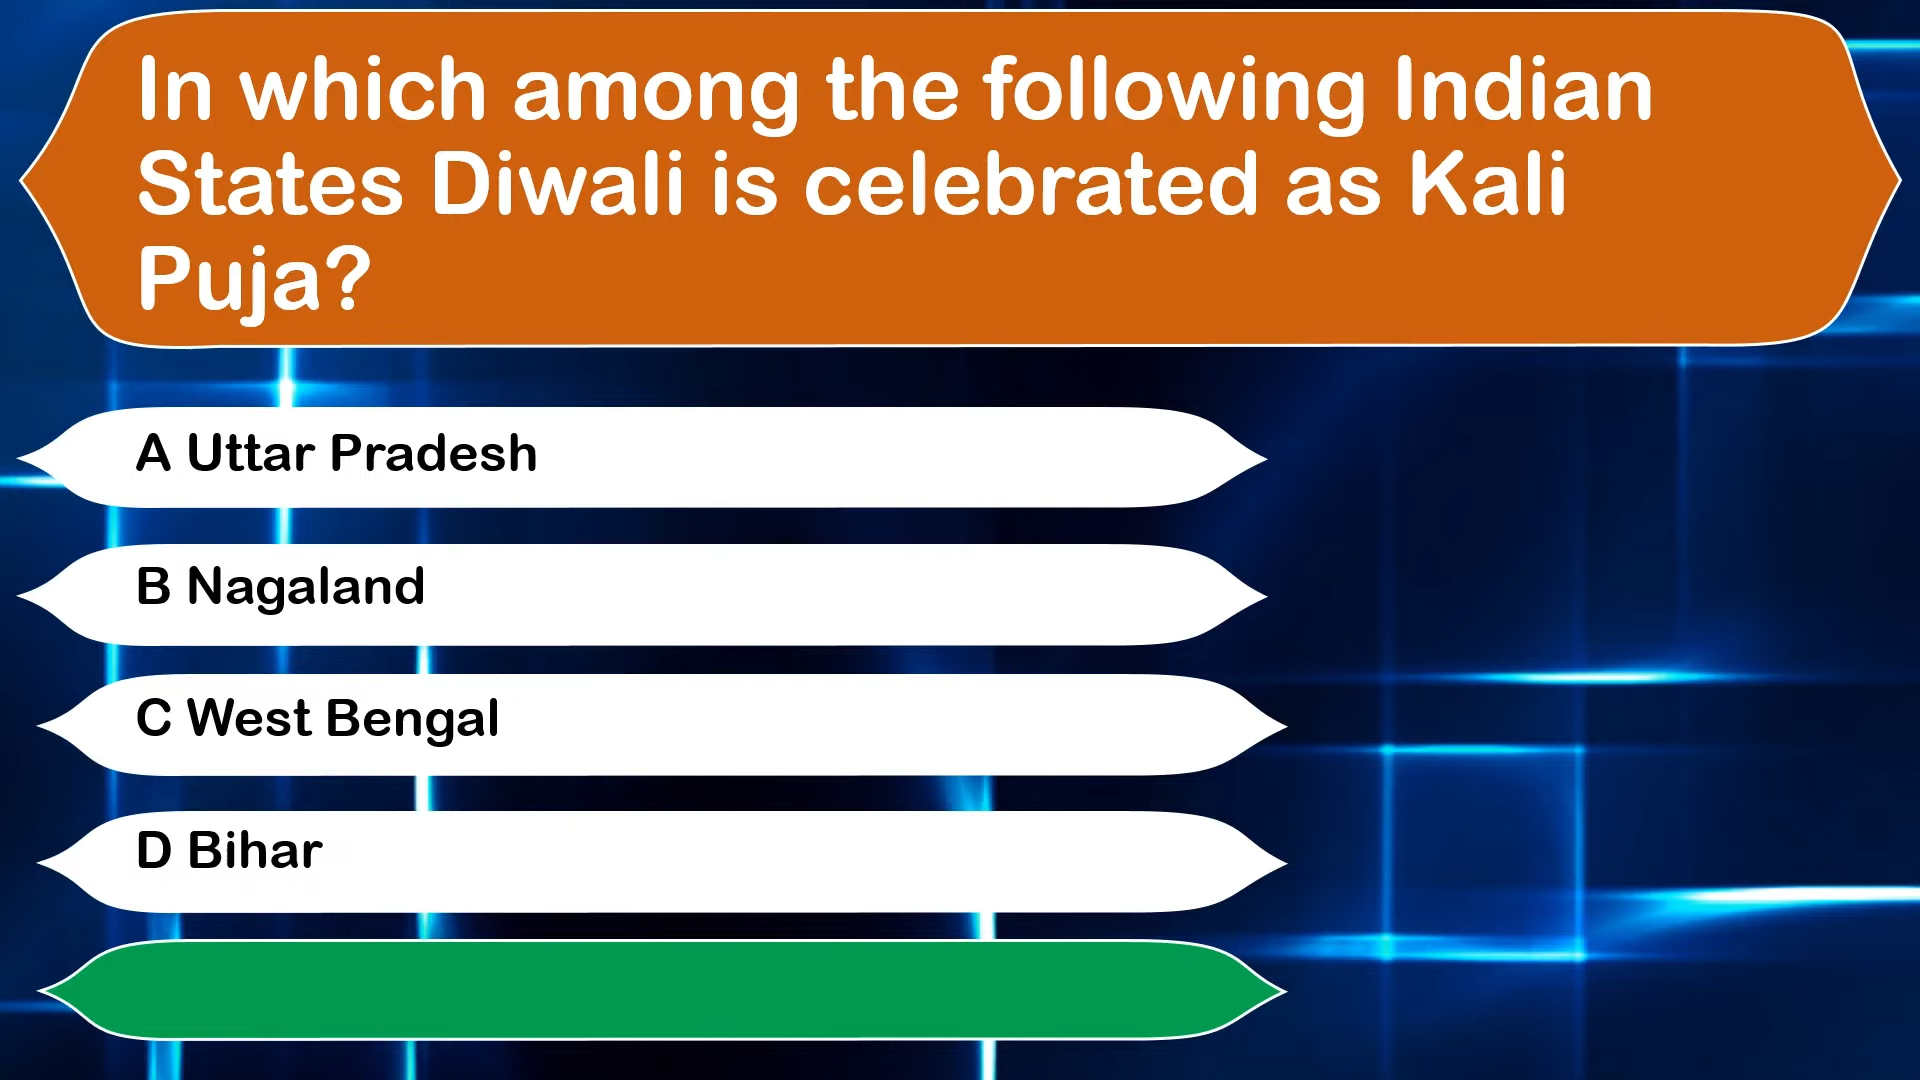 In which among the following Indian
States Diwali is celebrated as Kali
Puja?
A Uttar Pradesh
B Nagaland
C West Bengal
D Bihar